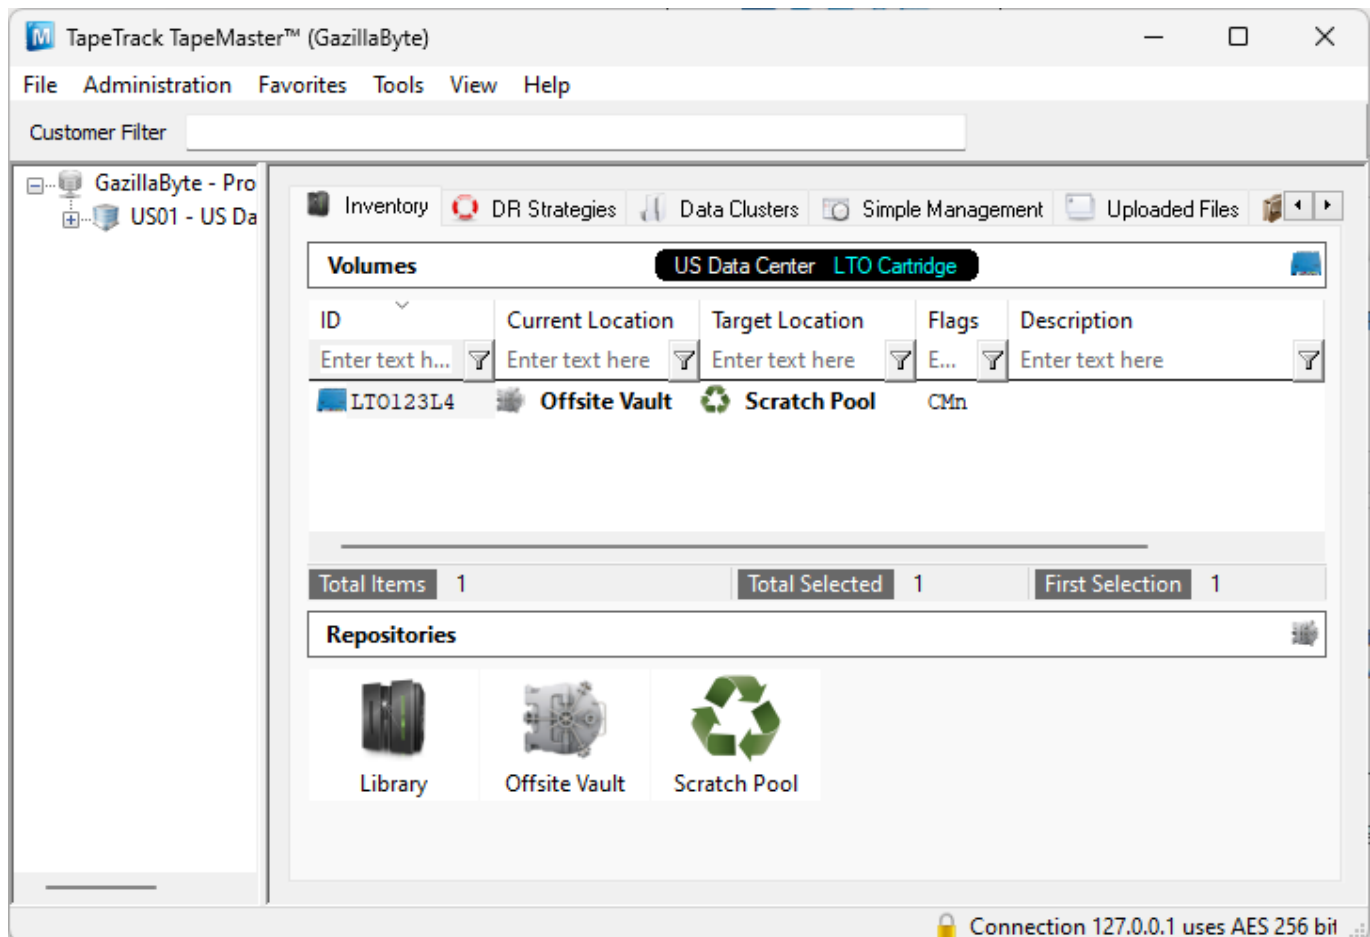 TapeTrack TapeMaster™ (GazillaByte)
File Administration Favorites Tools View Help
Customer Filter
GazillaByte - Pro
US01 - US Da
Inventory DR Strategies Data Clusters Simple Management Uploaded Files
Volumes US Data Center LTO Cartridge
ID Current Location Target Location Flags Description
Enter text h... Enter text here Enter text here E... Enter text here
LTO123L4 Offsite Vault Scratch Pool CMn
Total Items 1 Total Selected 1 First Selection 1
Repositories
Library Offsite Vault Scratch Pool
Connection 127.0.0.1 uses AES 256 bit